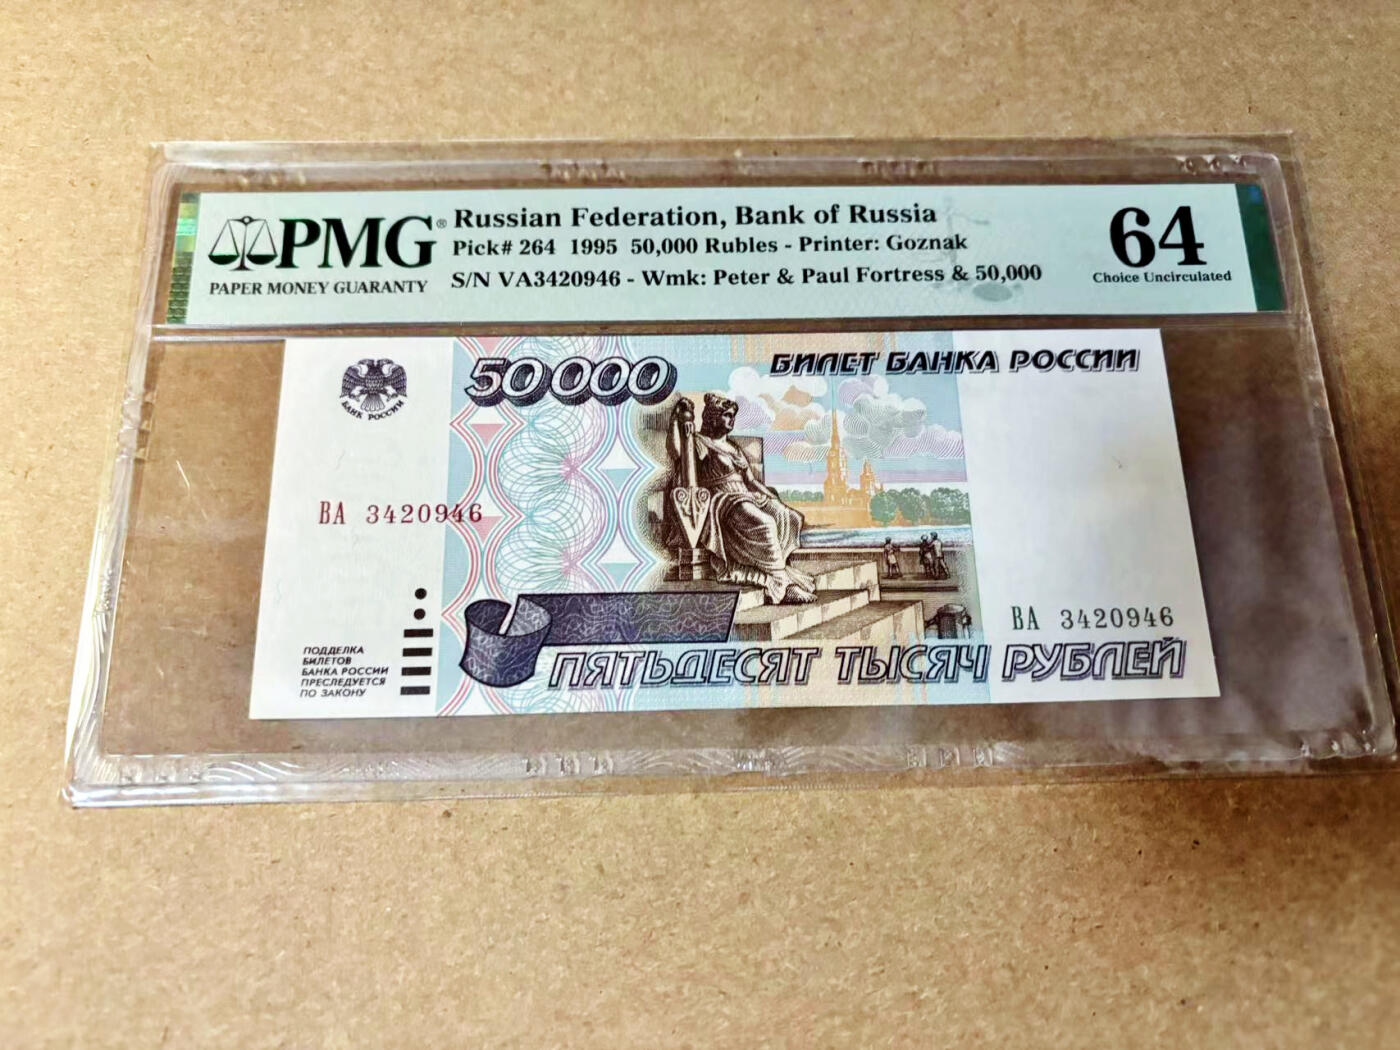 PMG®
PAPER MONEY GUARANTY
Russian Federation, Bank of Russia
Pick# 264 1995 50,000 Rubles - Printer: Goznak
S/N VA3420946 - Wmk: Peter & Paul Fortress & 50,000
64
Choice Uncirculated
БАНК РОССИИ
50000
БИЛЕТ БАНКА РОССИИ
ВА 3420946
ВА 3420946
ПОДДЕЛКА
БИЛЕТОВ
БАНКА РОССИИ
ПРЕСЛЕДУЕТСЯ
ПО ЗАКОНУ
ПЯТЬДЕСЯТ ТЫСЯЧ РУБЛЕЙ